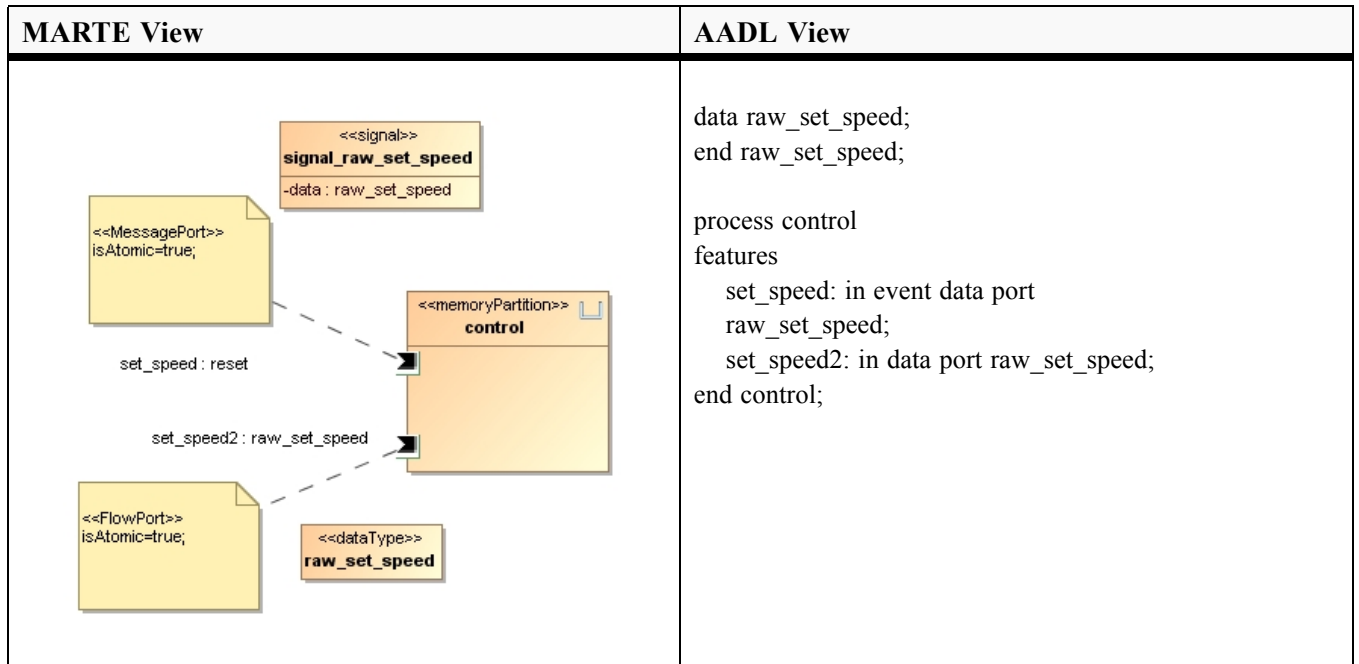 MARTE View
AADL View
<<signal>>
signal_raw_set_speed
-data : raw_set_speed
<<MessagePort>>
isAtomic=true;
<<memoryPartition>>
control
set_speed : reset
set_speed2 : raw_set_speed
<<FlowPort>>
isAtomic=true;
<<dataType>>
raw_set_speed
data raw_set_speed;
end raw_set_speed;
process control
features
set_speed: in event data port
raw_set_speed;
set_speed2: in data port raw_set_speed;
end control;